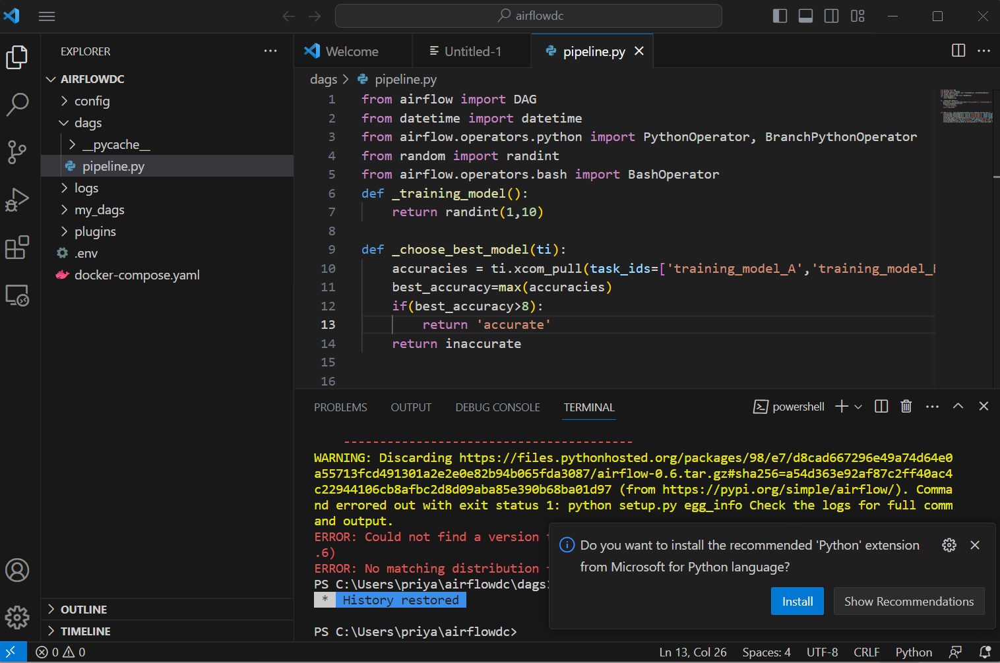 airflowdc
EXPLORER
AIRFLOWDC
config
dags
__pycache__
pipeline.py
logs
my_dags
plugins
.env
docker-compose.yaml
OUTLINE
TIMELINE
Welcome
Untitled-1
pipeline.py
dags > pipeline.py
1 from airflow import DAG
2 from datetime import datetime
3 from airflow.operators.python import PythonOperator, BranchPythonOperator
4 from random import randint
5 from airflow.operators.bash import BashOperator
6 def _training_model():
7 return randint(1,10)
8
9 def _choose_best_model(ti):
10 accuracies = ti.xcom_pull(task_ids=['training_model_A','training_model_
11 best_accuracy=max(accuracies)
12 if(best_accuracy>8):
13 return 'accurate'
14 return inaccurate
15
16
PROBLEMS OUTPUT DEBUG CONSOLE TERMINAL
powershell
----------------------------------------
WARNING: Discarding https://files.pythonhosted.org/packages/98/e7/d8cad667296e49a74d64e0
a55713fcd491301a2e2e0e82b94b065fda3087/airflow-0.6.tar.gz#sha256=a54d363e92af87c2ff40ac4
c22944106cb8afbc2d8d09aba85e390b68ba01d97 (from https://pypi.org/simple/airflow/). Comma
nd errored out with exit status 1: python setup.py egg_info Check the logs for full comm
and output.
ERROR: Could not find a version
.6)
ERROR: No matching distribution
PS C:\Users\priya\airflowdc\dags
* History restored
PS C:\Users\priya\airflowdc>
Do you want to install the recommended 'Python' extension
from Microsoft for Python language?
Install
Show Recommendations
0 0
Ln 13, Col 26 Spaces: 4 UTF-8 CRLF Python